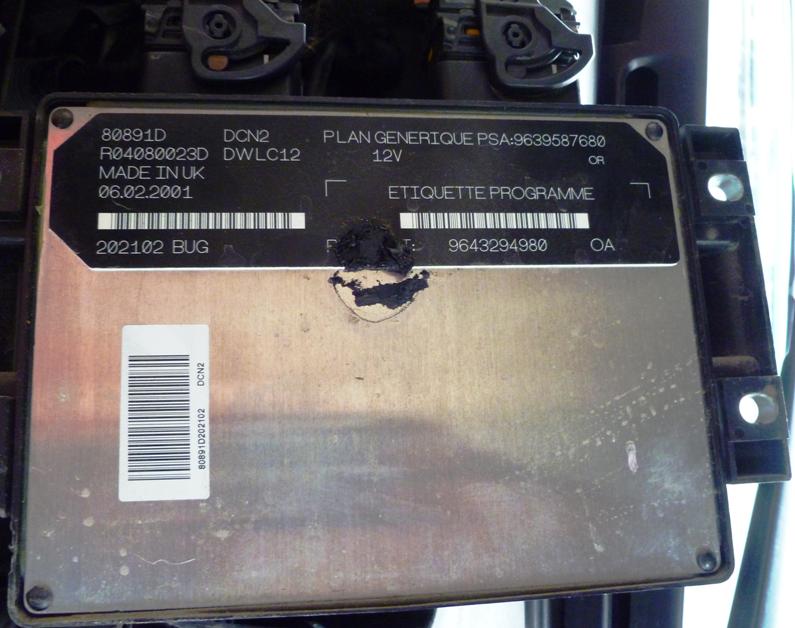 80891D DCN2 PLAN GENERIQUE PSA:9639587680
R04080023D DWLC12 12V OR
MADE IN UK
06.02.2001 ETIQUETTE PROGRAMME
202102 BUG 9643294980 OA
80891D202102 DCN2